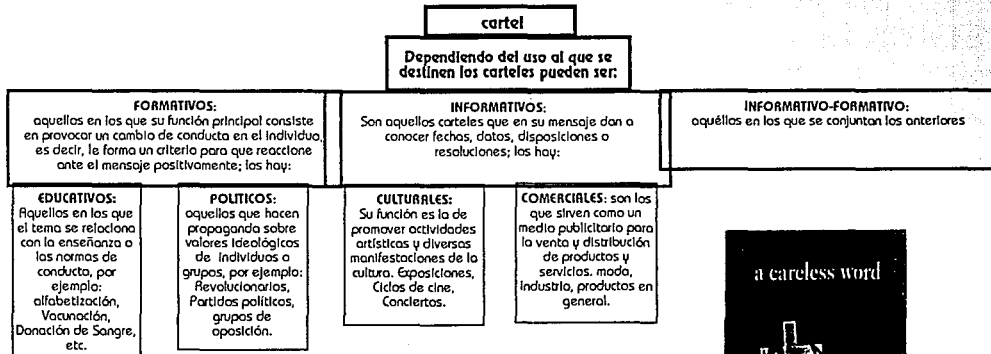 cartel
Dependiendo del uso al que se
destinen los carteles pueden ser:
FORMATIVOS:
aquellos en los que su función principal consiste
en provocar un cambio de conducta en el individuo,
es decir, le forma un criterio para que reaccione
ante el mensaje positivamente; los hay:
INFORMATIVOS:
Son aquellos carteles que en su mensaje dan a
conocer fechas, datos, disposiciones o
resoluciones; los hay:
INFORMATIVO-FORMATIVO:
aquéllos en los que se conjuntan los anteriores
EDUCATIVOS:
Aquellos en los que
el tema se relaciona
con la enseñanza o
las normas de
conducta, por
ejemplo:
alfabetización,
Vacunación,
Donación de Sangre,
etc.
POLITICOS:
aquellos que hacen
propaganda sobre
valores ideológicos
de individuos o
grupos, por ejemplo:
Revolucionarios,
Partidos políticos,
grupos de
oposición.
CULTURALES:
Su función es la de
promover actividades
artísticas y diversas
manifestaciones de la
cultura. Exposiciones,
Ciclos de cine,
Conciertos.
COMERCIALES: son los
que sirven como un
medio publicitario para
la venta y distribución
de productos y
servicios. moda,
industria, productos en
general.
a careless word